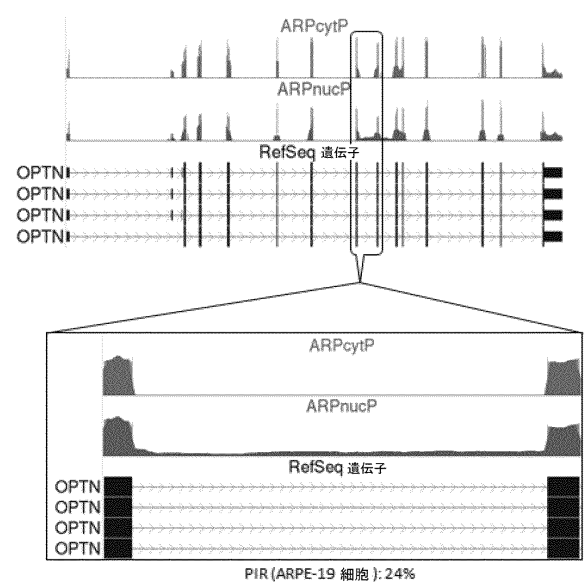 ARPcytP
ARPnucP
RefSeq 遺伝子
OPTN
OPTN
OPTN
OPTN
ARPcytP
ARPnucP
RefSeq 遺伝子
OPTN
OPTN
OPTN
OPTN
PIR (ARPE-19 細胞 ): 24%